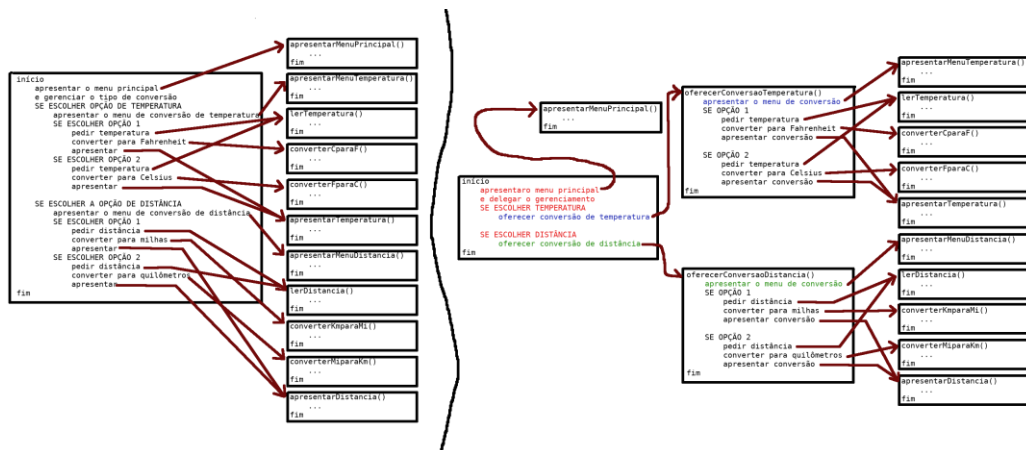 início
apresentar o menu principal
e gerenciar o tipo de conversão
SE ESCOLHER OPÇÃO DE TEMPERATURA
apresentar o menu de conversão de temperatura
SE ESCOLHER OPÇÃO 1
pedir temperatura
converter para Fahrenheit
apresentar
SE ESCOLHER OPÇÃO 2
pedir temperatura
converter para Celsius
apresentar
SE ESCOLHER A OPÇÃO DE DISTÂNCIA
apresentar o menu de conversão de distância
SE ESCOLHER OPÇÃO 1
pedir distância
converter para milhas
apresentar
SE ESCOLHER OPÇÃO 2
pedir distância
converter para quilômetros
apresentar
fim
apresentarMenuPrincipal()
...
fim
apresentarMenuTemperatura()
...
fim
lerTemperatura()
...
fim
converterCparaF()
...
fim
converterFparaC()
...
fim
apresentarTemperatura()
...
fim
apresentarMenuDistancia()
...
fim
lerDistancia()
...
fim
converterKmparaMi()
...
fim
converterMiparaKm()
...
fim
apresentarDistancia()
...
fim
apresentarMenuPrincipal()
...
fim
início
apresentaro menu principal
e delegar o gerenciamento
SE ESCOLHER TEMPERATURA
oferecer conversão de temperatura
SE ESCOLHER DISTÂNCIA
oferecer conversão de distância
fim
oferecerConversaoTemperatura()
apresentar o menu de conversão
SE OPÇÃO 1
pedir temperatura
converter para Fahrenheit
apresentar conversão
SE OPÇÃO 2
pedir temperatura
converter para Celsius
apresentar conversão
fim
oferecerConversaoDistancia()
apresentar o menu de conversão
SE OPÇÃO 1
pedir distância
converter para milhas
apresentar conversão
SE OPÇÃO 2
pedir distância
converter para quilômetros
apresentar conversão
fim
apresentarMenuTemperatura()
...
fim
lerTemperatura()
...
fim
converterCparaF()
...
fim
converterFparaC()
...
fim
apresentarTemperatura()
...
fim
apresentarMenuDistancia()
...
fim
lerDistancia()
...
fim
converterKmparaMi()
...
fim
converterMiparaKm()
...
fim
apresentarDistancia()
...
fim